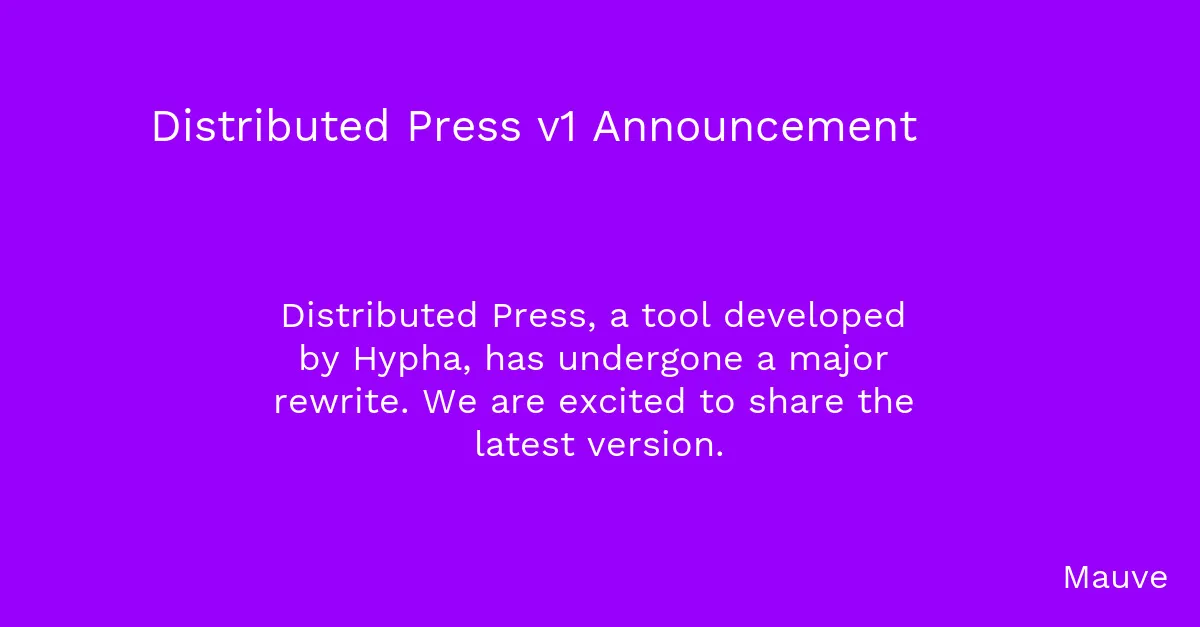 Distributed Press v1 Announcement
Distributed Press, a tool developed
by Hypha, has undergone a major
rewrite. We are excited to share the
latest version.
Mauve